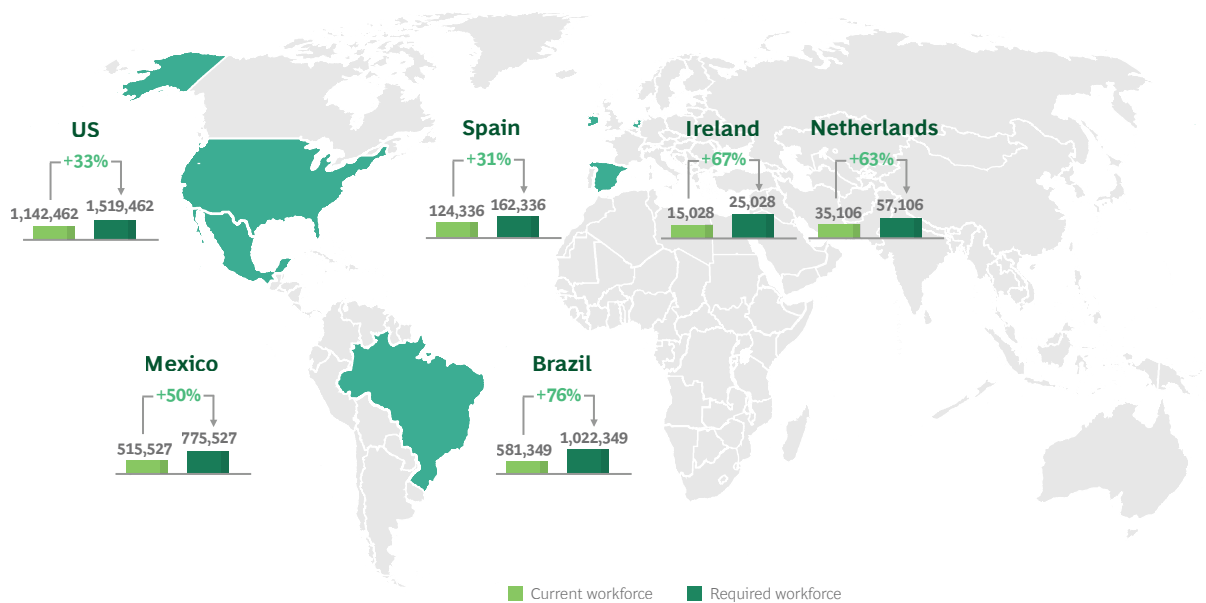 US
+33%
1,142,462
1,519,462
Spain
+31%
124,336
162,336
Ireland
+67%
15,028
25,028
Netherlands
+63%
35,106
57,106
Mexico
+50%
515,527
775,527
Brazil
+76%
581,349
1,022,349
Current workforce
Required workforce